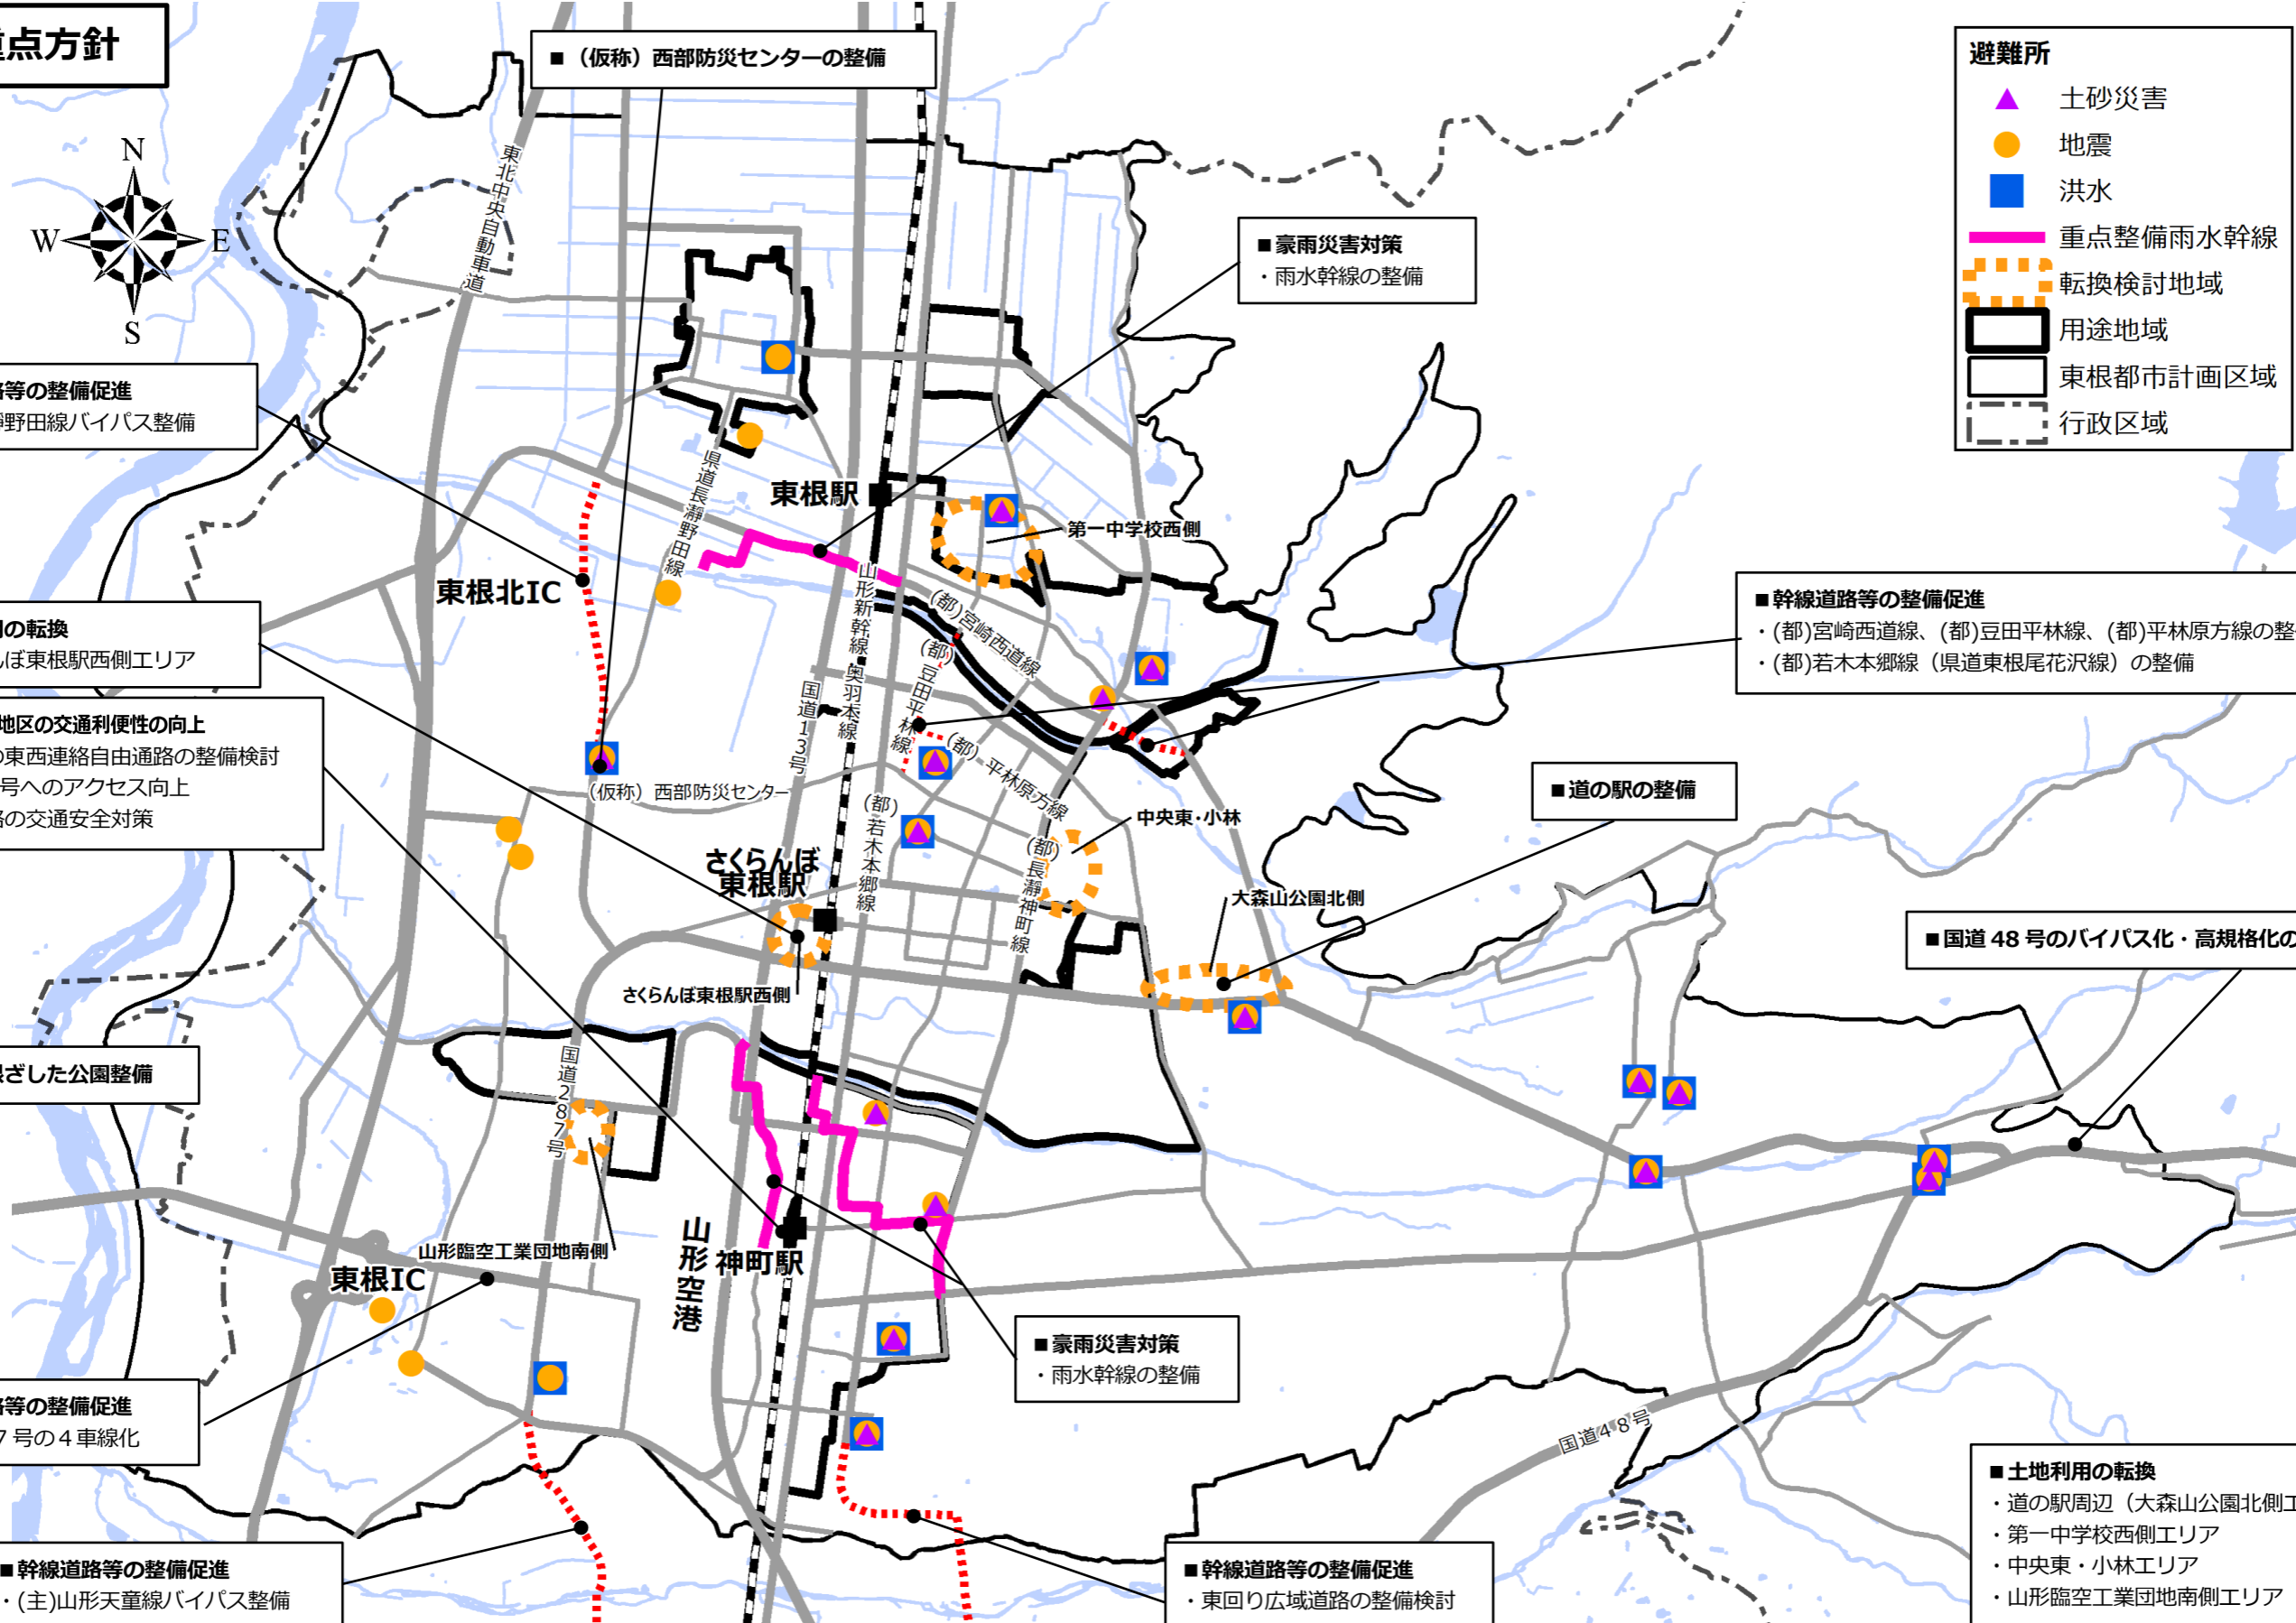 重点方針
■（仮称）西部防災センターの整備
避難所
土砂災害
地震
洪水
重点整備雨水幹線
転換検討地域
用途地域
東根都市計画区域
行政区域
N
W
E
S
東北中央自動車道
■豪雨災害対策
・雨水幹線の整備
等の整備促進
野田線バイパス整備
県道長瀞野田線
東根駅
第一中学校西側
東根北IC
山形新幹線 奥羽本線
(都)宮崎西道線
(都)豆田平林線
国道13号
■幹線道路等の整備促進
・(都)宮崎西道線、(都)豆田平林線、(都)平林原方線の整
・(都)若木本郷線（県道東根尾花沢線）の整備
の転換
んぼ東根駅西側エリア
地区の交通利便性の向上
東西連絡自由通路の整備検討
号へのアクセス向上
の交通安全対策
(都)平林原方線
（仮称）西部防災センター
(都)若木本郷線
■道の駅の整備
中央東・小林
(都)長瀞神町線
さくらんぼ
東根駅
大森山公園北側
■国道 48 号のバイパス化・高規格化の
さくらんぼ東根駅西側
ざした公園整備
国道287号
山形臨空工業団地南側
山形空港
神町駅
東根IC
■豪雨災害対策
・雨水幹線の整備
等の整備促進
7 号の４車線化
国道48号
■土地利用の転換
・道の駅周辺（大森山公園北側エ
・第一中学校西側エリア
・中央東・小林エリア
・山形臨空工業団地南側エリア
■幹線道路等の整備促進
・(主)山形天童線バイパス整備
■幹線道路等の整備促進
・東回り広域道路の整備検討